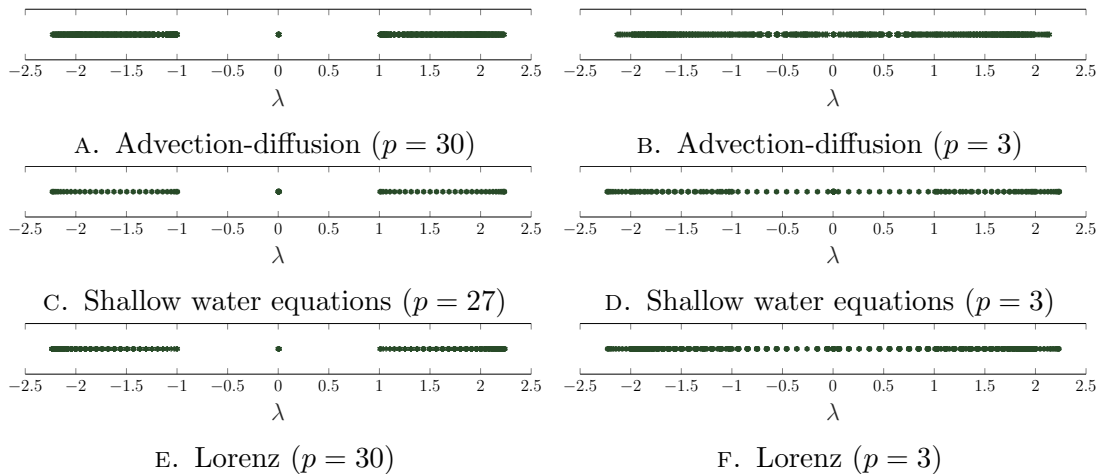 −2.5 −2 −1.5 −1 −0.5 0 0.5 1 1.5 2 2.5
λ
A. Advection-diffusion (p = 30)
−2.5 −2 −1.5 −1 −0.5 0 0.5 1 1.5 2 2.5
λ
B. Advection-diffusion (p = 3)
−2.5 −2 −1.5 −1 −0.5 0 0.5 1 1.5 2 2.5
λ
C. Shallow water equations (p = 27)
−2.5 −2 −1.5 −1 −0.5 0 0.5 1 1.5 2 2.5
λ
D. Shallow water equations (p = 3)
−2.5 −2 −1.5 −1 −0.5 0 0.5 1 1.5 2 2.5
λ
E. Lorenz (p = 30)
−2.5 −2 −1.5 −1 −0.5 0 0.5 1 1.5 2 2.5
λ
F. Lorenz (p = 3)